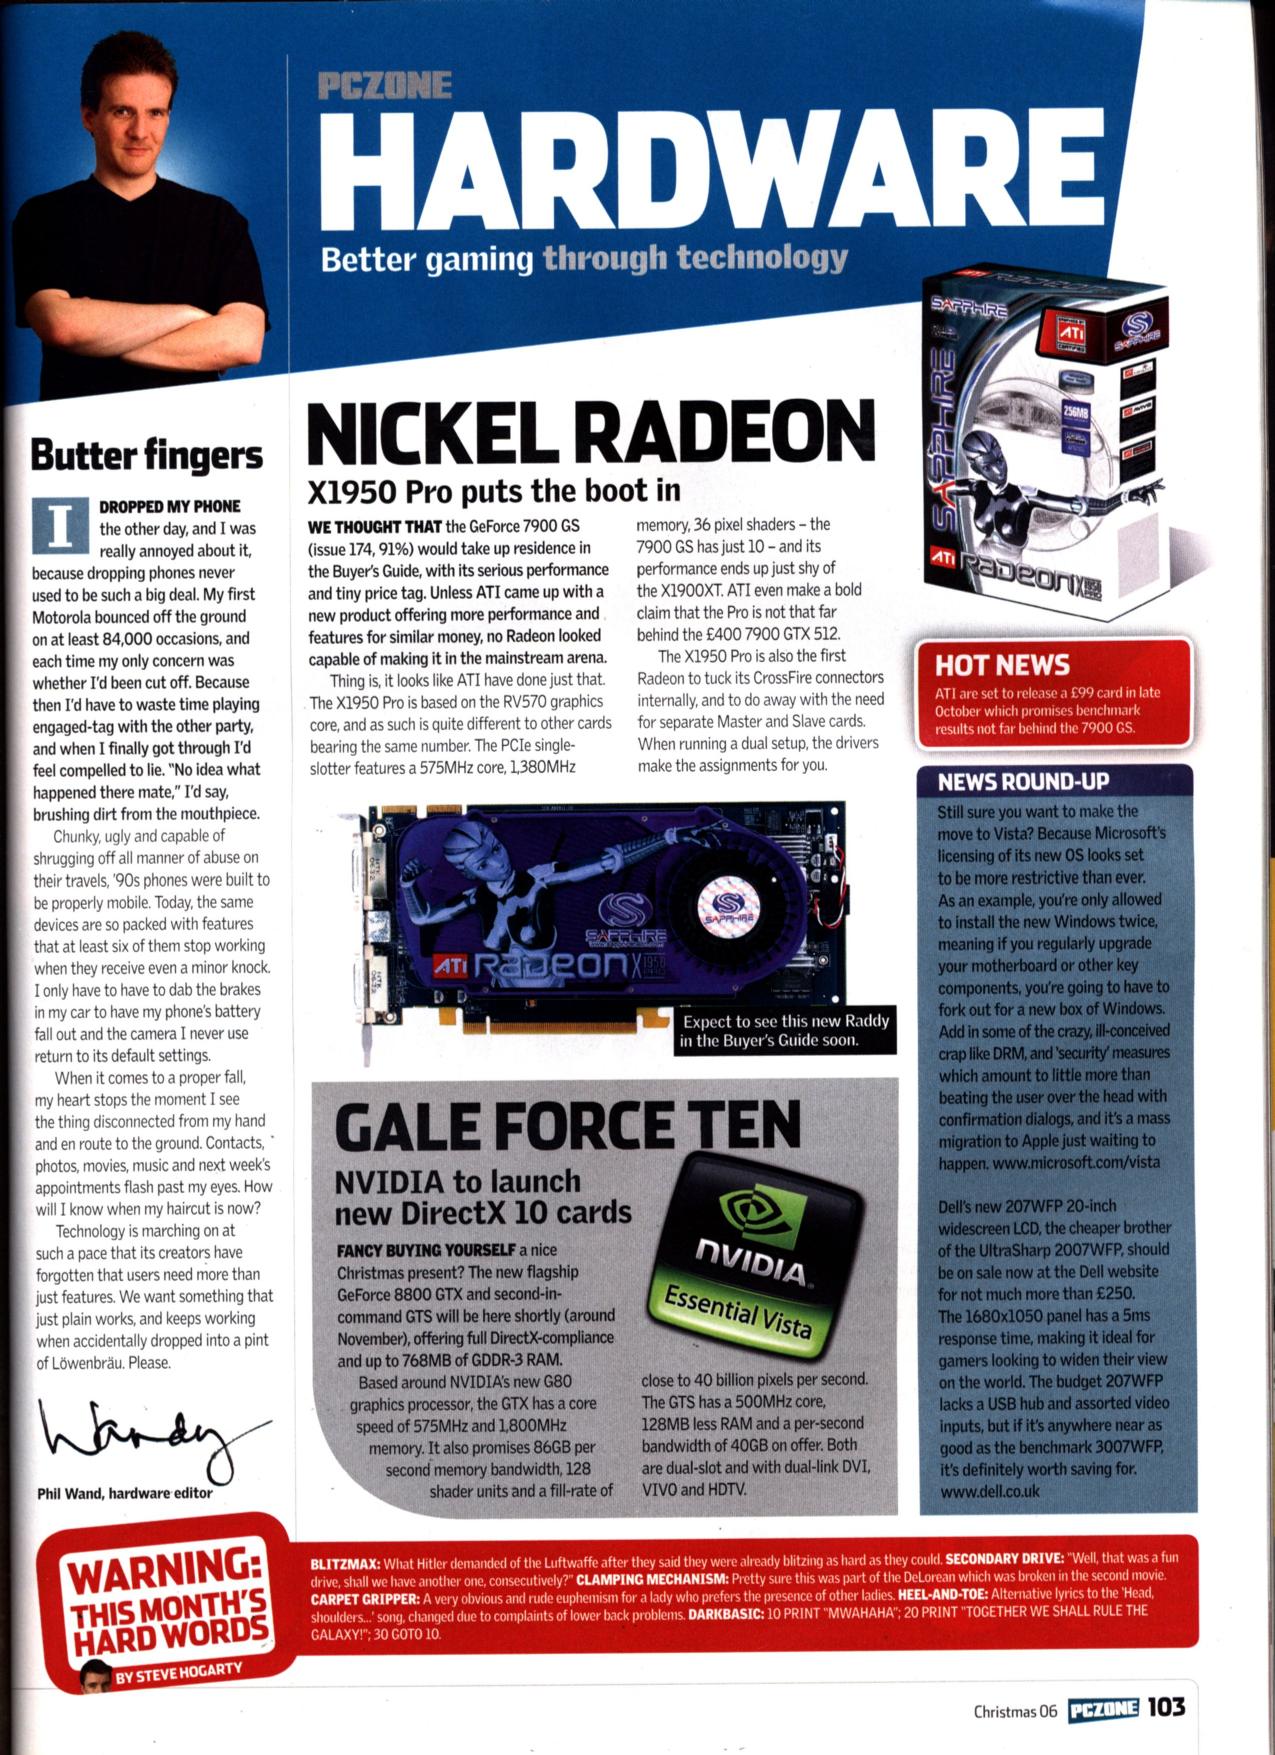 PCZONE
HARDWARE
Better gaming through technology
Butter fingers
I DROPPED MY PHONE
the other day, and I was
really annoyed about it,
because dropping phones never
used to be such a big deal. My first
Motorola bounced off the ground
on at least 84,000 occasions, and
each time my only concern was
whether I'd been cut off. Because
then I'd have to waste time playing
engaged-tag with the other party,
and when I finally got through I'd
feel compelled to lie. "No idea what
happened there mate," I'd say,
brushing dirt from the mouthpiece.
Chunky, ugly and capable of
shrugging off all manner of abuse on
their travels, '90s phones were built to
be properly mobile. Today, the same
devices are so packed with features
that at least six of them stop working
when they receive even a minor knock.
I only have to have to dab the brakes
in my car to have my phone's battery
fall out and the camera I never use
return to its default settings.
When it comes to a proper fall,
my heart stops the moment I see
the thing disconnected from my hand
and en route to the ground. Contacts,
photos, movies, music and next week's
appointments flash past my eyes. How
will I know when my haircut is now?
Technology is marching on at
such a pace that its creators have
forgotten that users need more than
just features. We want something that
just plain works, and keeps working
when accidentally dropped into a pint
of Löwenbräu. Please.
Wandy
Phil Wand, hardware editor
NICKEL RADEON
X1950 Pro puts the boot in
WE THOUGHT THAT the GeForce 7900 GS
(issue 174, 91%) would take up residence in
the Buyer's Guide, with its serious performance
and tiny price tag. Unless ATI came up with a
new product offering more performance and
features for similar money, no Radeon looked
capable of making it in the mainstream arena.
Thing is, it looks like ATI have done just that.
The X1950 Pro is based on the RV570 graphics
core, and as such is quite different to other cards
bearing the same number. The PCIe single-
slotter features a 575MHz core, 1,380MHz
memory, 36 pixel shaders – the
7900 GS has just 10 – and its
performance ends up just shy of
the X1900XT. ATI even make a bold
claim that the Pro is not that far
behind the £400 7900 GTX 512.
The X1950 Pro is also the first
Radeon to tuck its CrossFire connectors
internally, and to do away with the need
for separate Master and Slave cards.
When running a dual setup, the drivers
make the assignments for you.
SAPPHIRE
SAPPHIRE
ATI
SAPPHIRE
256MB
ATI RADEON X1950 PRO
SAPPHIRE
SAPPHIRE
ATI RADEON X1950
Expect to see this new Raddy
in the Buyer's Guide soon.
GALE FORCE TEN
NVIDIA to launch
new DirectX 10 cards
FANCY BUYING YOURSELF a nice
Christmas present? The new flagship
GeForce 8800 GTX and second-in-
command GTS will be here shortly (around
November), offering full DirectX-compliance
and up to 768MB of GDDR-3 RAM.
Based around NVIDIA's new G80
graphics processor, the GTX has a core
speed of 575MHz and 1,800MHz
memory. It also promises 86GB per
second memory bandwidth, 128
shader units and a fill-rate of
NVIDIA
Essential Vista
close to 40 billion pixels per second.
The GTS has a 500MHz core,
128MB less RAM and a per-second
bandwidth of 40GB on offer. Both
are dual-slot and with dual-link DVI,
VIVO and HDTV.
HOT NEWS
ATI are set to release a £99 card in late
October which promises benchmark
results not far behind the 7900 GS.
NEWS ROUND-UP
Still sure you want to make the
move to Vista? Because Microsoft's
licensing of its new OS looks set
to be more restrictive than ever.
As an example, you're only allowed
to install the new Windows twice,
meaning if you regularly upgrade
your motherboard or other key
components, you're going to have to
fork out for a new box of Windows.
Add in some of the crazy, ill-conceived
crap like DRM, and 'security' measures
which amount to little more than
beating the user over the head with
confirmation dialogs, and it's a mass
migration to Apple just waiting to
happen. www.microsoft.com/vista
Dell's new 207WFP 20-inch
widescreen LCD, the cheaper brother
of the UltraSharp 2007WFP, should
be on sale now at the Dell website
for not much more than £250.
The 1680x1050 panel has a 5ms
response time, making it ideal for
gamers looking to widen their view
on the world. The budget 207WFP
lacks a USB hub and assorted video
inputs, but if it's anywhere near as
good as the benchmark 3007WFP,
it's definitely worth saving for.
www.dell.co.uk
WARNING:
THIS MONTH'S
HARD WORDS
BY STEVE HOGARTY
BLITZMAX: What Hitler demanded of the Luftwaffe after they said they were already blitzing as hard as they could. SECONDARY DRIVE: "Well, that was a fun
drive, shall we have another one, consecutively?" CLAMPING MECHANISM: Pretty sure this was part of the DeLorean which was broken in the second movie.
CARPET GRIPPER: A very obvious and rude euphemism for a lady who prefers the presence of other ladies. HEEL-AND-TOE: Alternative lyrics to the 'Head,
shoulders...' song, changed due to complaints of lower back problems. DARKBASIC: 10 PRINT "MWAHAHA"; 20 PRINT "TOGETHER WE SHALL RULE THE
GALAXY!"; 30 GOTO 10.
Christmas 06 PCZONE 103